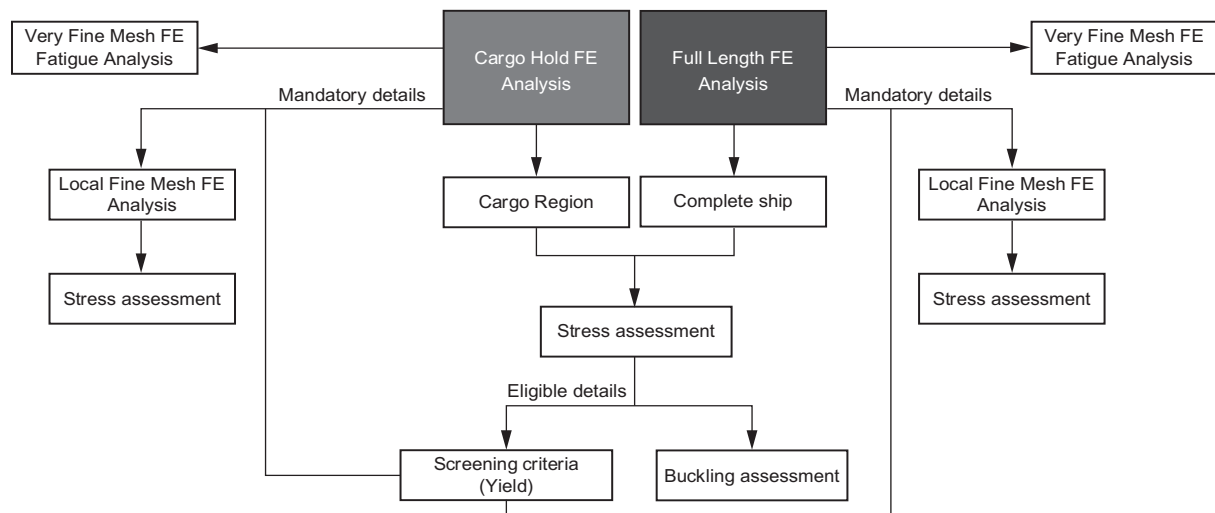 Very Fine Mesh FE
Fatigue Analysis
Cargo Hold FE
Analysis
Full Length FE
Analysis
Very Fine Mesh FE
Fatigue Analysis
Mandatory details
Mandatory details
Local Fine Mesh FE
Analysis
Cargo Region
Complete ship
Local Fine Mesh FE
Analysis
Stress assessment
Stress assessment
Stress assessment
Eligible details
Screening criteria
(Yield)
Buckling assessment